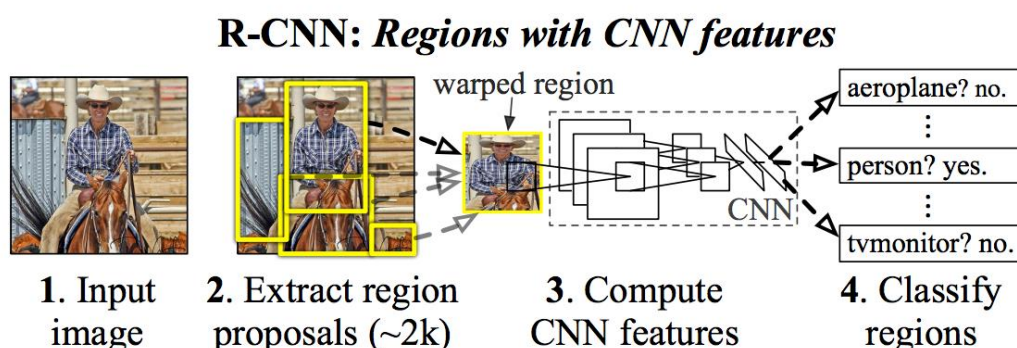 R-CNN: Regions with CNN features
warped region
aeroplane? no.
⋮
person? yes.
⋮
tvmonitor? no.
CNN
1. Input
image
2. Extract region
proposals (~2k)
3. Compute
CNN features
4. Classify
regions